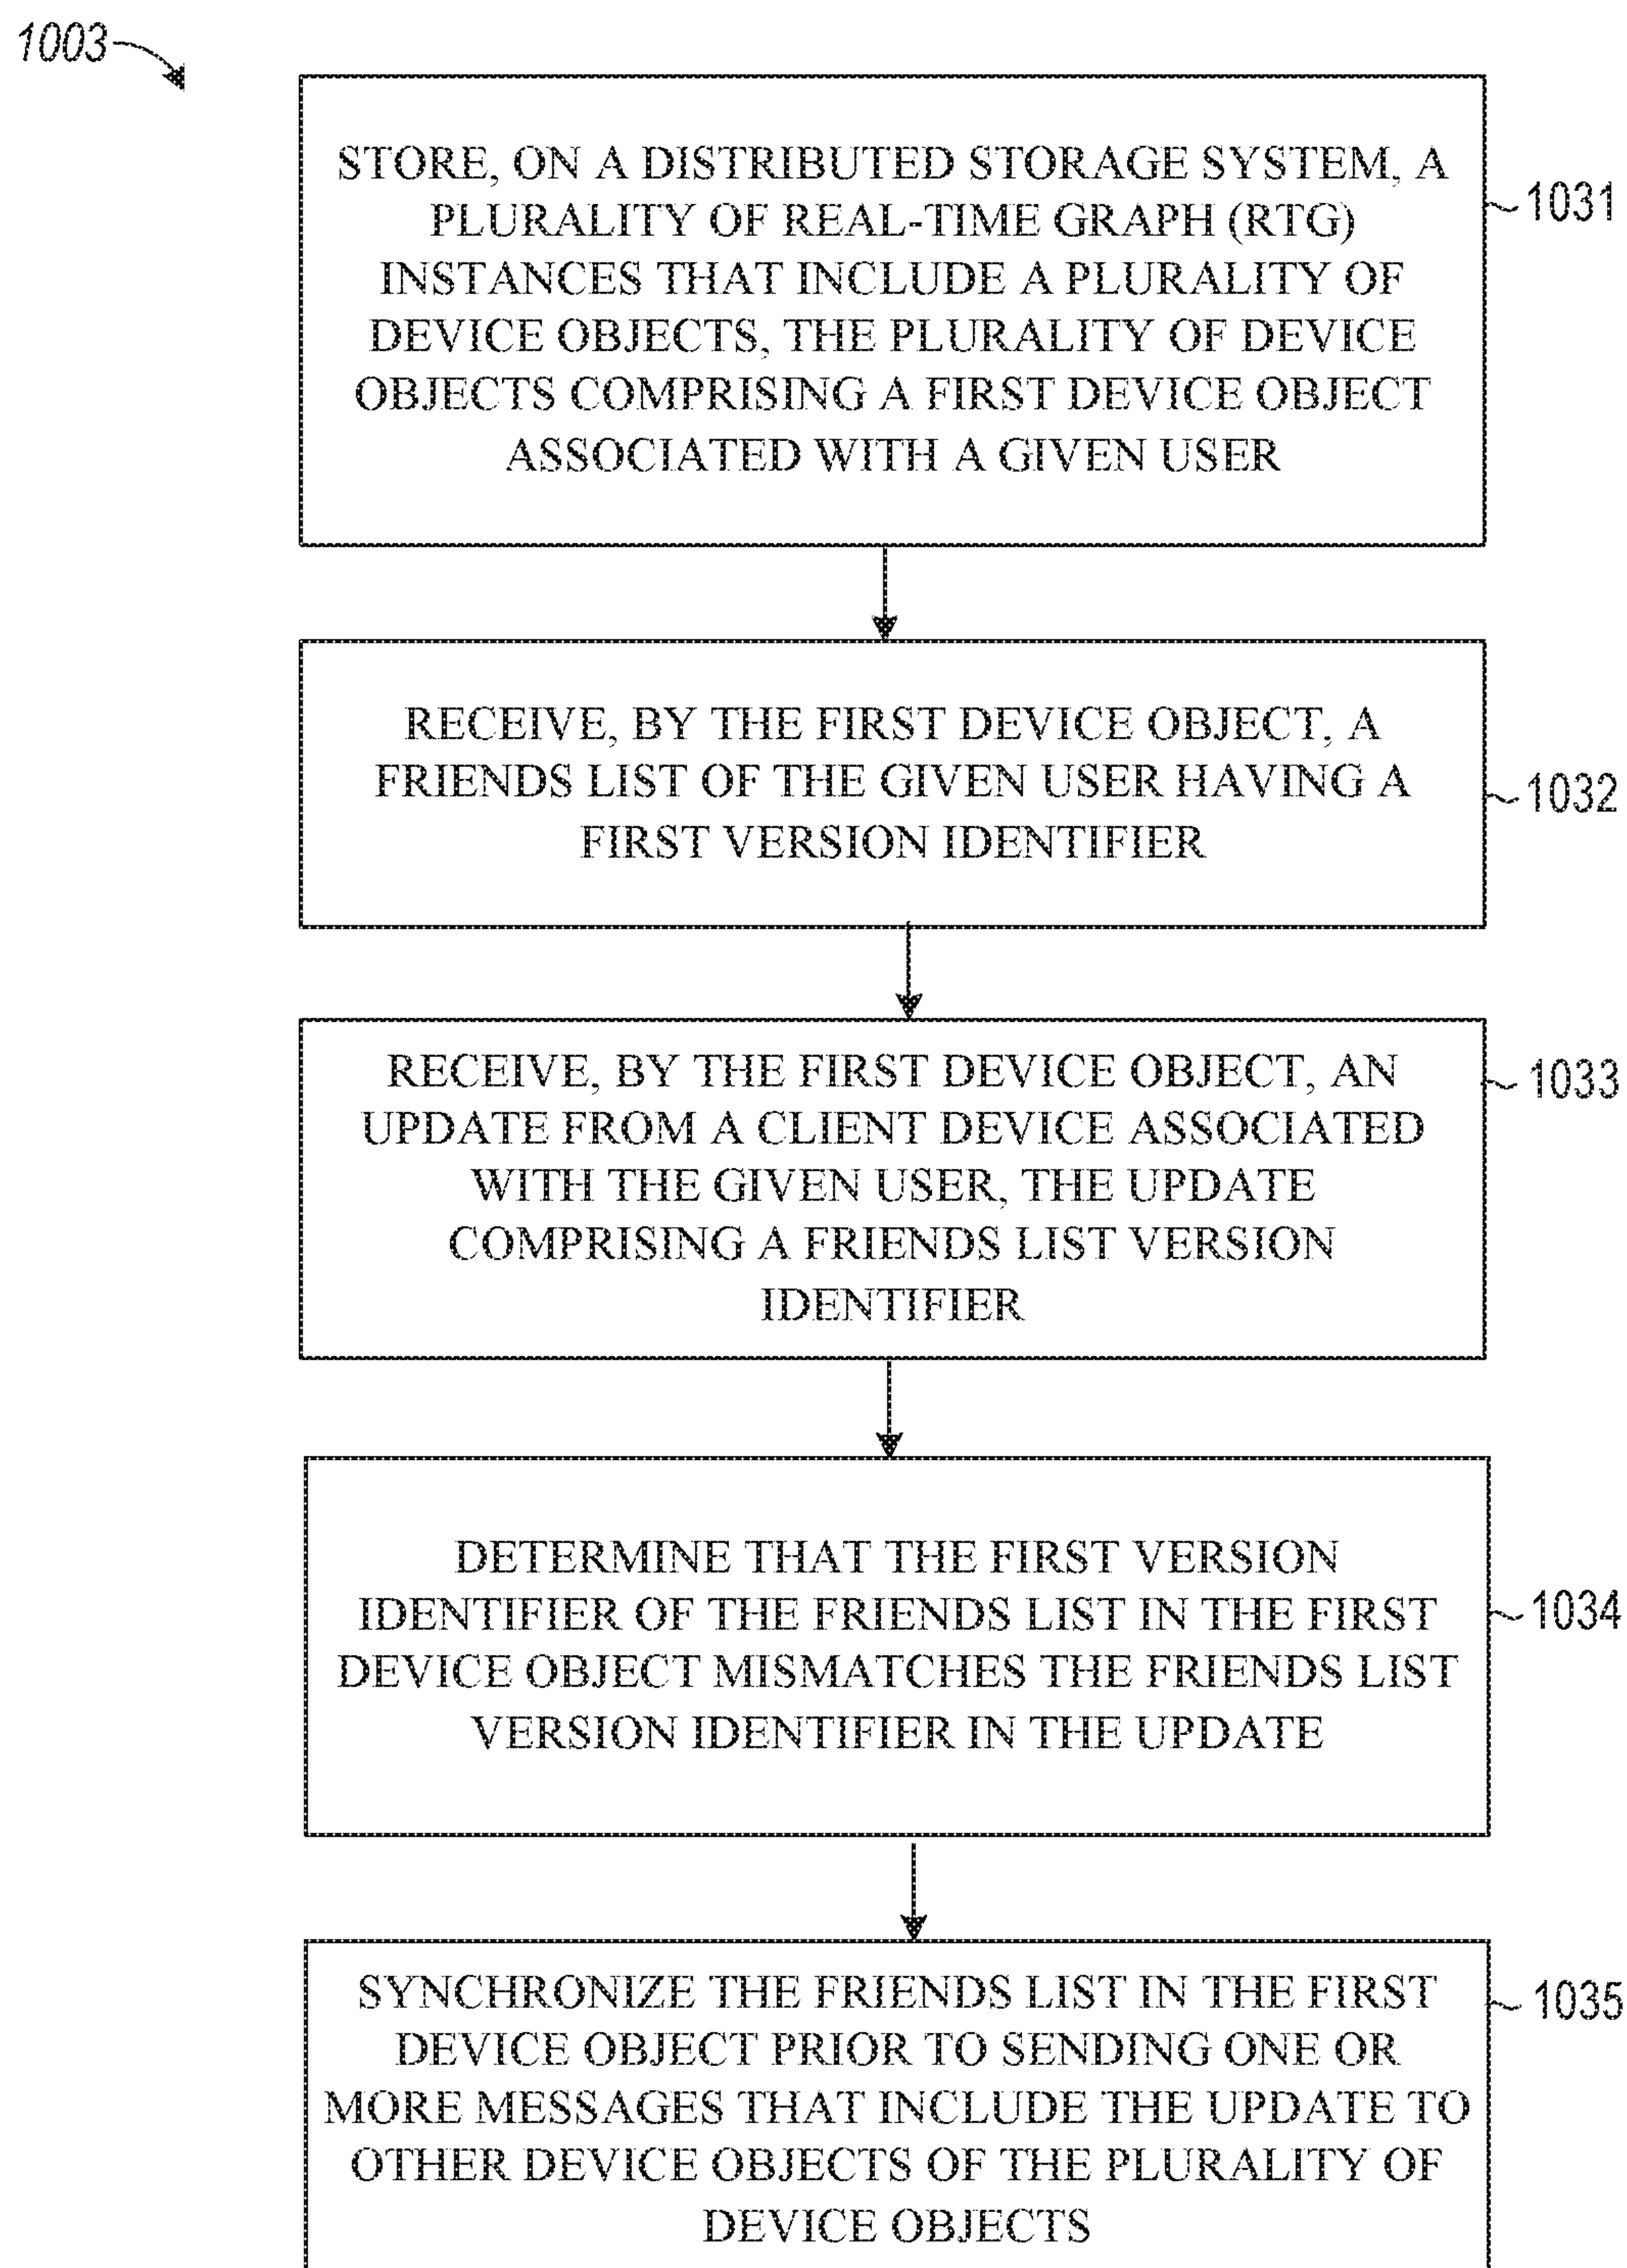 1003
STORE, ON A DISTRIBUTED STORAGE SYSTEM, A
PLURALITY OF REAL-TIME GRAPH (RTG)
INSTANCES THAT INCLUDE A PLURALITY OF
DEVICE OBJECTS, THE PLURALITY OF DEVICE
OBJECTS COMPRISING A FIRST DEVICE OBJECT
ASSOCIATED WITH A GIVEN USER
1031
RECEIVE, BY THE FIRST DEVICE OBJECT, A
FRIENDS LIST OF THE GIVEN USER HAVING A
FIRST VERSION IDENTIFIER
1032
RECEIVE, BY THE FIRST DEVICE OBJECT, AN
UPDATE FROM A CLIENT DEVICE ASSOCIATED
WITH THE GIVEN USER, THE UPDATE
COMPRISING A FRIENDS LIST VERSION
IDENTIFIER
1033
DETERMINE THAT THE FIRST VERSION
IDENTIFIER OF THE FRIENDS LIST IN THE FIRST
DEVICE OBJECT MISMATCHES THE FRIENDS LIST
VERSION IDENTIFIER IN THE UPDATE
1034
SYNCHRONIZE THE FRIENDS LIST IN THE FIRST
DEVICE OBJECT PRIOR TO SENDING ONE OR
MORE MESSAGES THAT INCLUDE THE UPDATE TO
OTHER DEVICE OBJECTS OF THE PLURALITY OF
DEVICE OBJECTS
1035